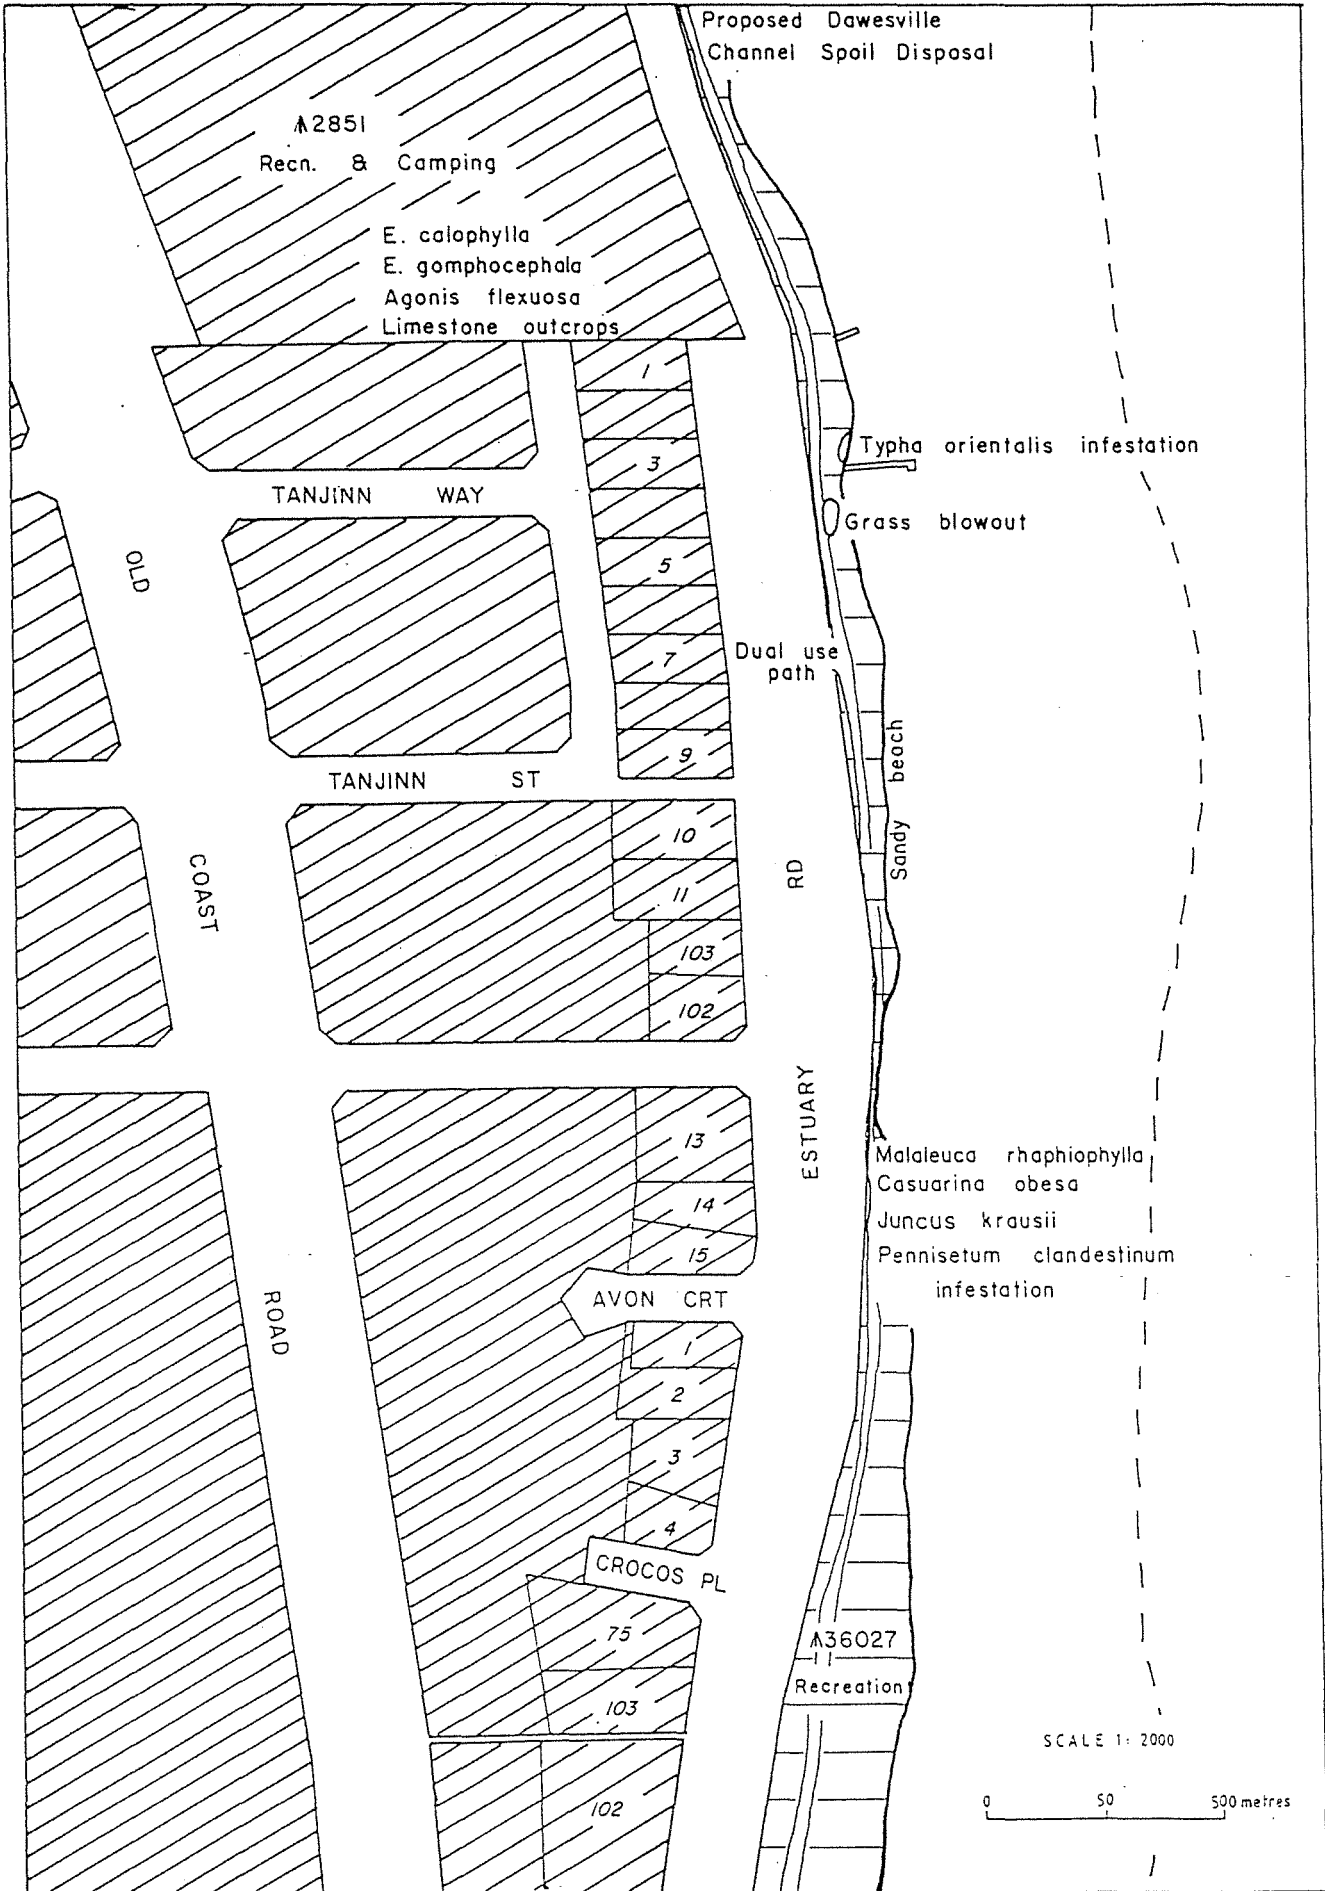 Proposed Dawesville
Channel Spoil Disposal
A2851
Recn. & Camping
E. calophylla
E. gomphocephala
Agonis flexuosa
Limestone outcrops
1
3
5
7
9
TANJINN WAY
Typha orientalis infestation
Grass blowout
OLD
COAST
ROAD
Dual use
path
Sandy beach
TANJINN ST
10
11
103
102
ESTUARY RD
13
14
15
Malaleuca rhaphiophylla
Casuarina obesa
Juncus krausii
Pennisetum clandestinum
infestation
AVON CRT
1
2
3
4
CROCOS PL
75
103
102
A36027
Recreation
SCALE 1: 2000
0 50 500 metres